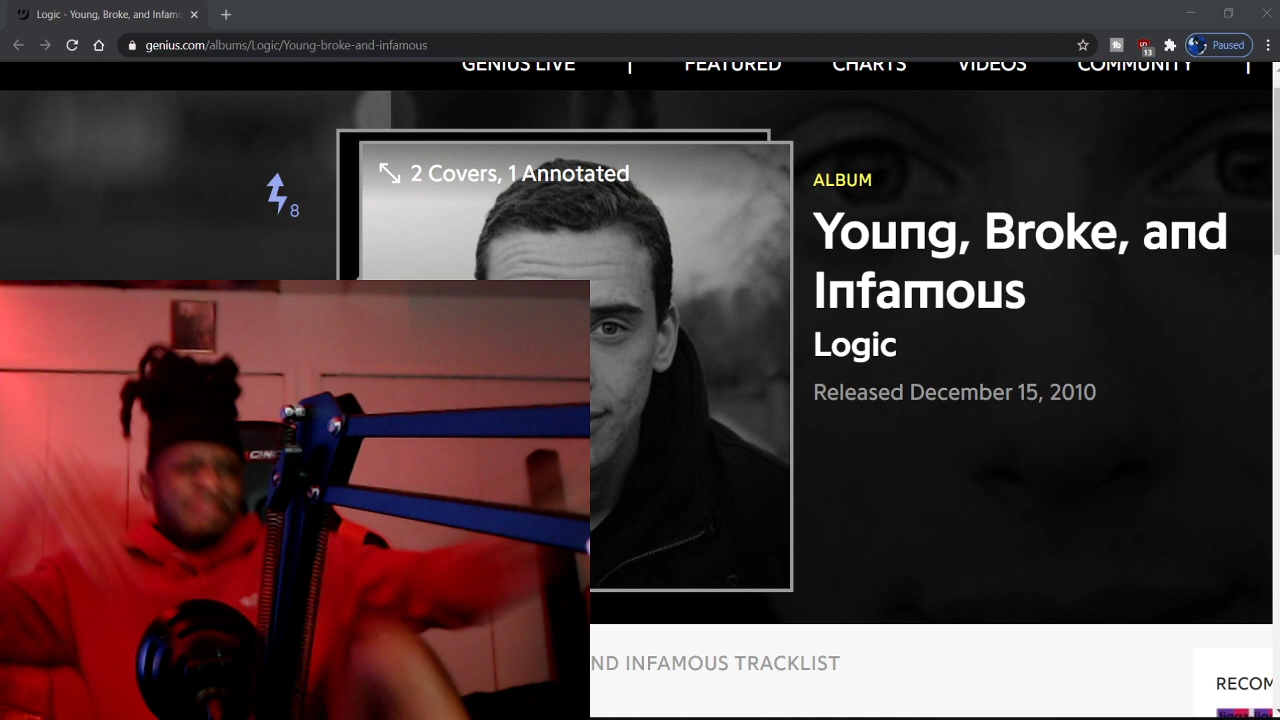 Logic - Young, Broke, and Infamo
genius.com/albums/Logic/Young-broke-and-infamous
13
Paused
GENIUS LIVE | FEATURED CHARTS VIDEOS COMMUNITY |
2 Covers, 1 Annotated
8
ALBUM
Young, Broke, and
Infamous
Logic
Released December 15, 2010
ND INFAMOUS TRACKLIST
RECOM